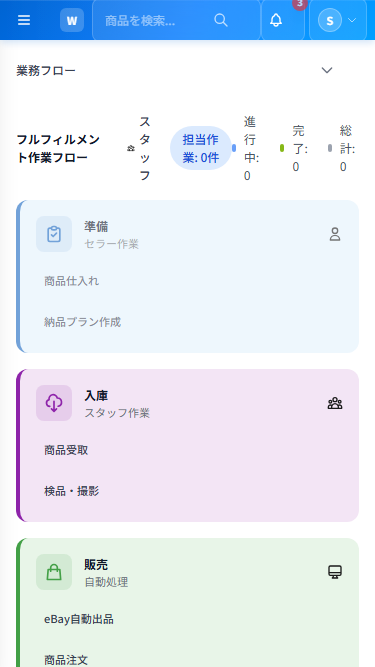 W
商品を検索...
3
S
業務フロー
フルフィルメン
ト作業フロー
スタッフ
担当作
業: 0件
進行中: 0
完了: 0
総計: 0
準備
セラー作業
商品仕入れ
納品プラン作成
入庫
スタッフ作業
商品受取
検品・撮影
販売
自動処理
eBay自動出品
商品注文